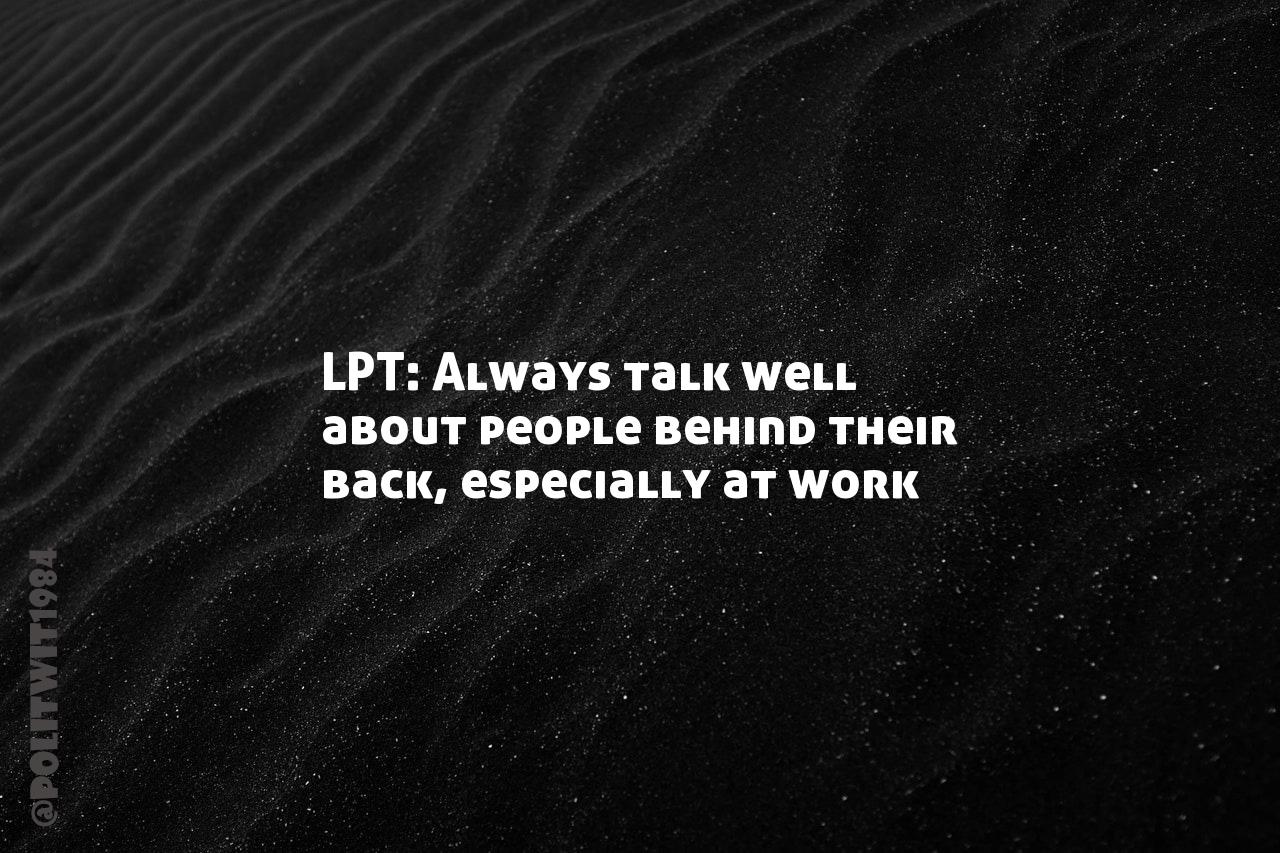 LPT: Always talk well
about people behind their
back, especially at work
@POLITWIT1984